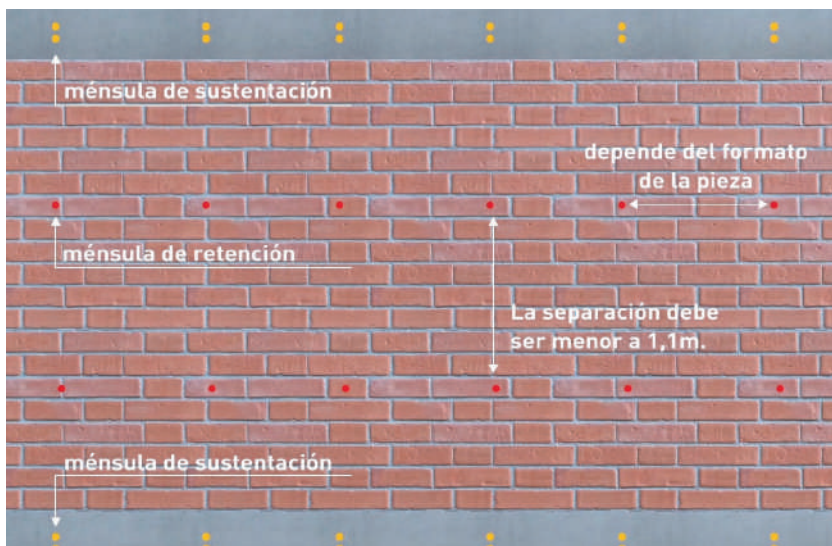 ménsula de sustentación
depende del formato
de la pieza
ménsula de retención
La separación debe
ser menor a 1,1m.
ménsula de sustentación